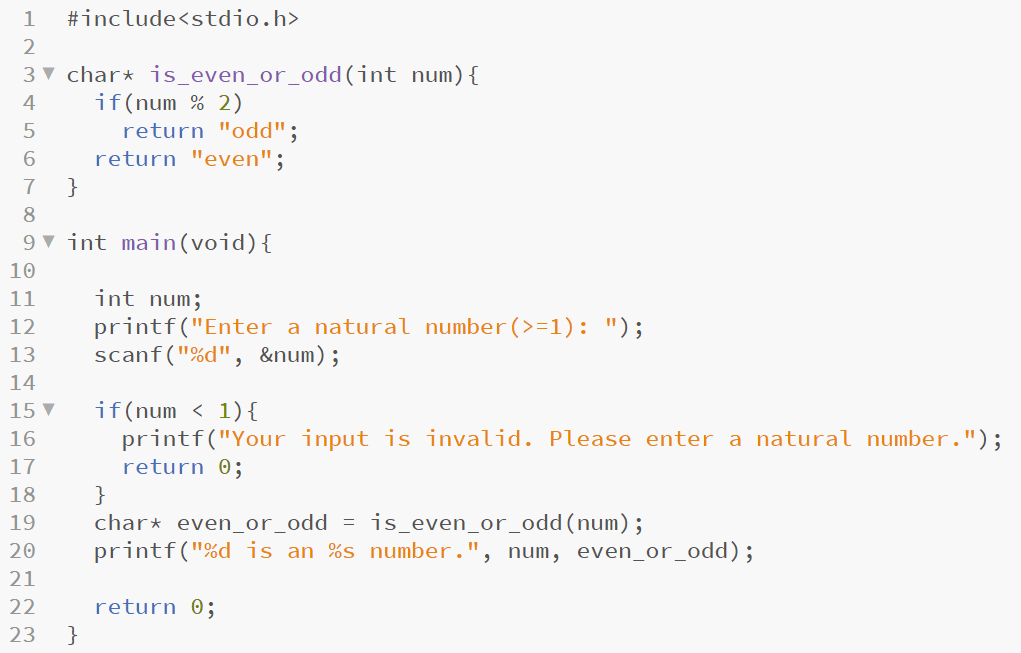 1 #include<stdio.h>
2
3 char* is_even_or_odd(int num){
4   if(num % 2)
5     return "odd";
6   return "even";
7 }
8
9 int main(void){
10
11   int num;
12   printf("Enter a natural number(>=1): ");
13   scanf("%d", &num);
14
15   if(num < 1){
16     printf("Your input is invalid. Please enter a natural number.");
17     return 0;
18   }
19   char* even_or_odd = is_even_or_odd(num);
20   printf("%d is an %s number.", num, even_or_odd);
21
22   return 0;
23 }